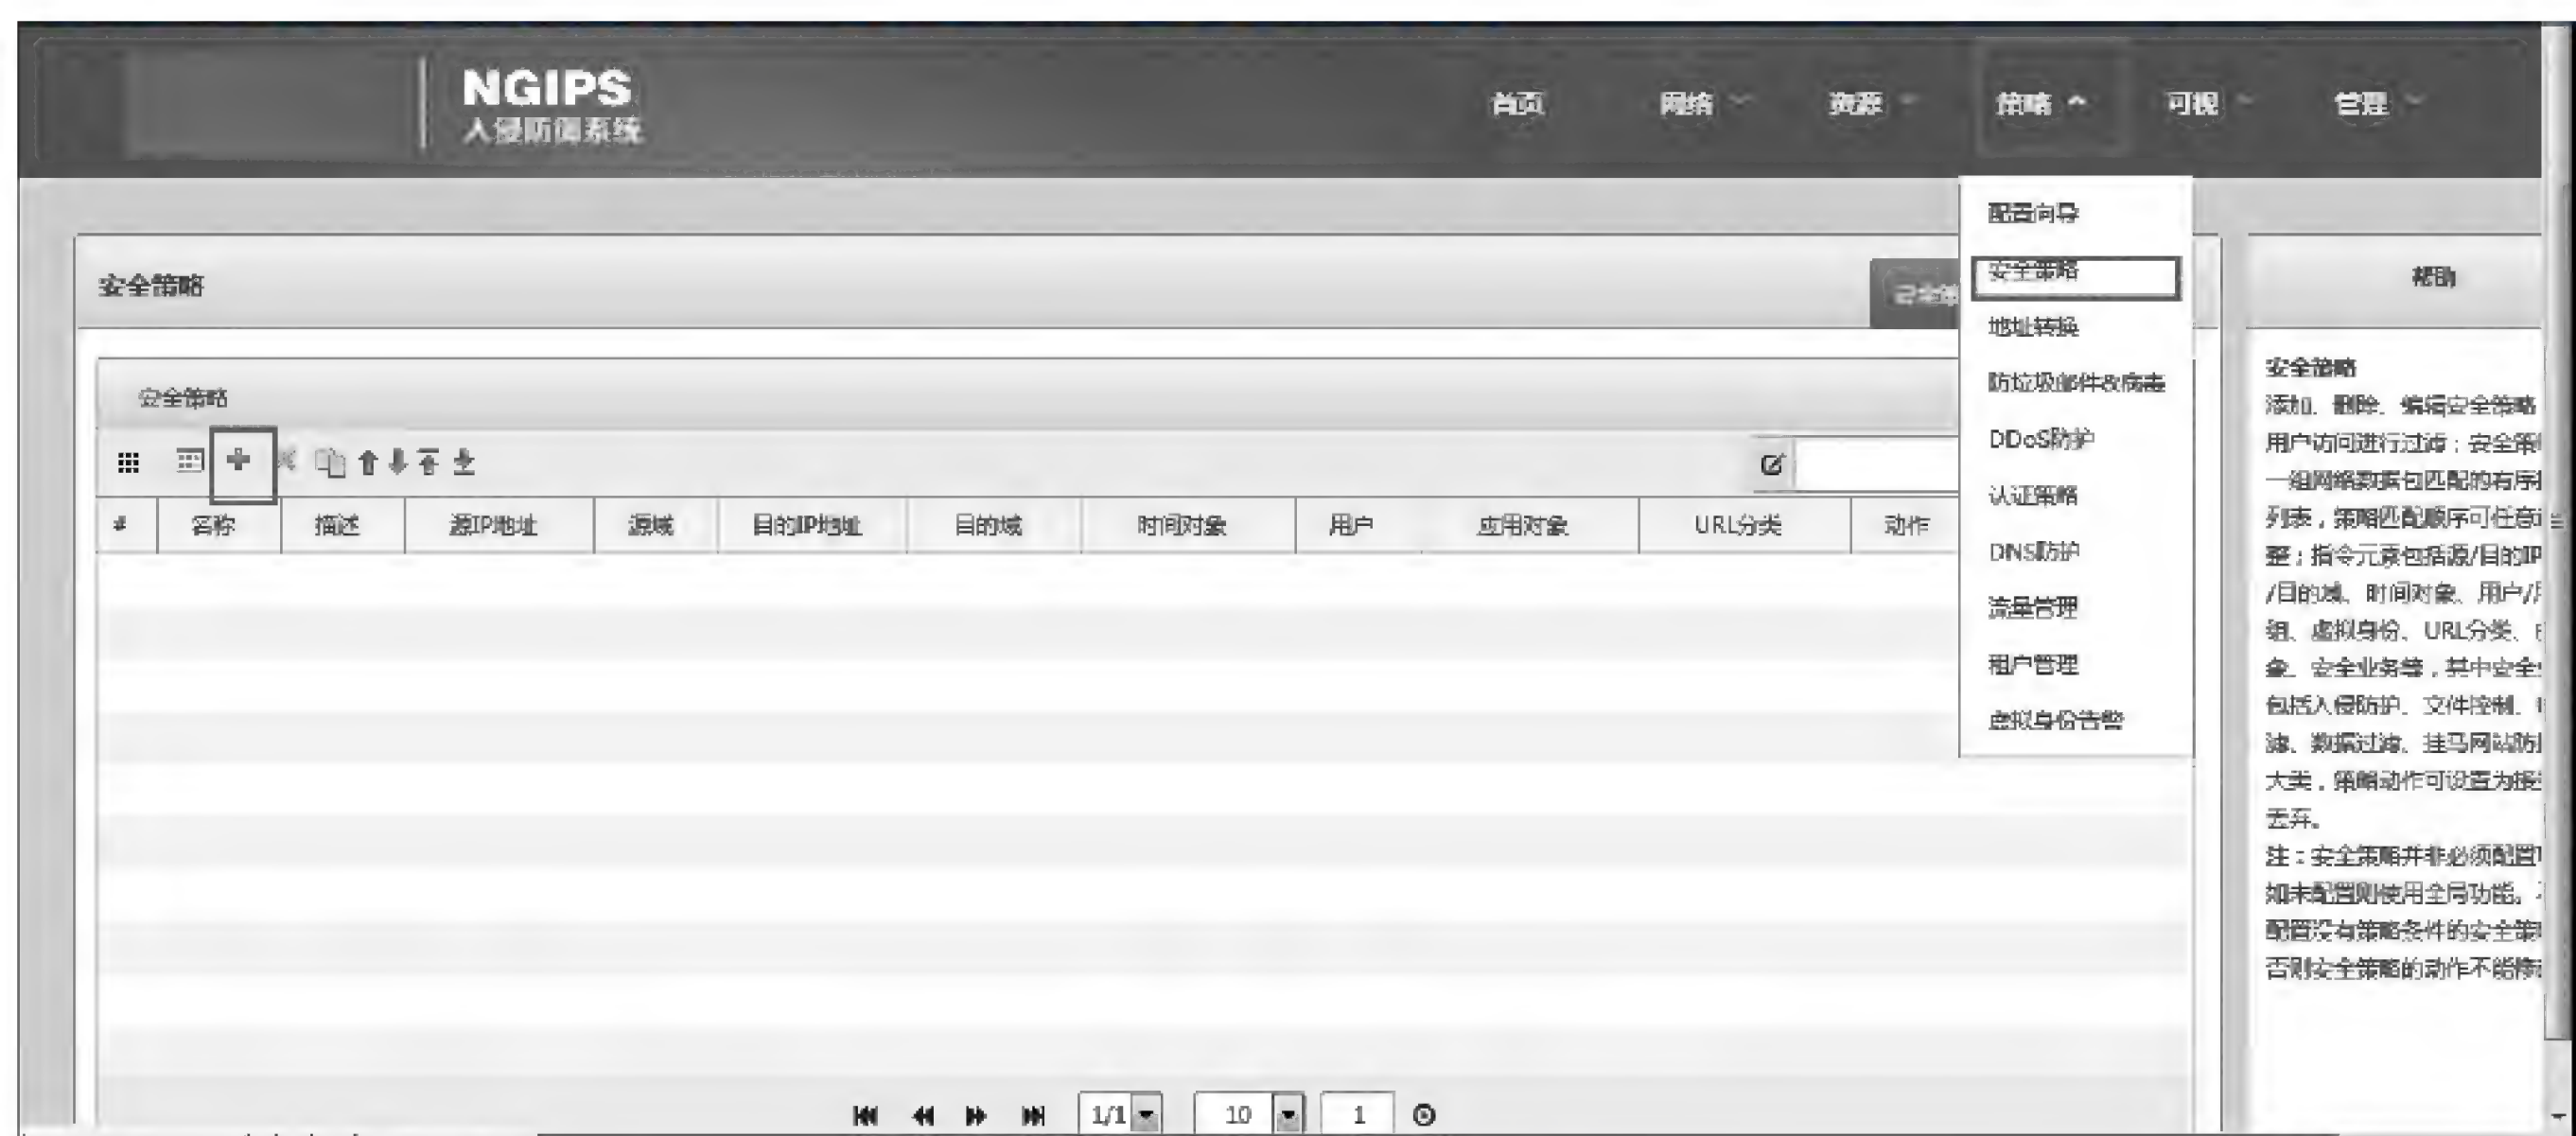 NGIPS
入侵防御系统
首页 网络 资源 策略 可视 管理
配置向导
安全策略
地址转换
防垃圾邮件&病毒
DDoS防护
认证策略
DNS防护
流量管理
租户管理
虚拟身份告警
安全策略
安全策略
# 名称 描述 源IP地址 源域 目的IP地址 目的域 时间对象 用户 应用对象 URL分类 动作
1/1 10 1
帮助
安全策略
添加、删除、编辑安全策略
用户访问进行过滤；安全策
一组网络数据包匹配的有序
列表，策略匹配顺序可任意
整；指令元素包括源/目的IP
/目的域、时间对象、用户/
组、虚拟身份、URL分类、
象、安全业务等，其中安全
包括入侵防护、文件控制、
滤、数据过滤、挂马网站防
大类，策略动作可设置为接
丢弃。
注：安全策略并非必须配置
如未配置则使用全局功能。
配置没有策略条件的安全策
否则安全策略的动作不能修